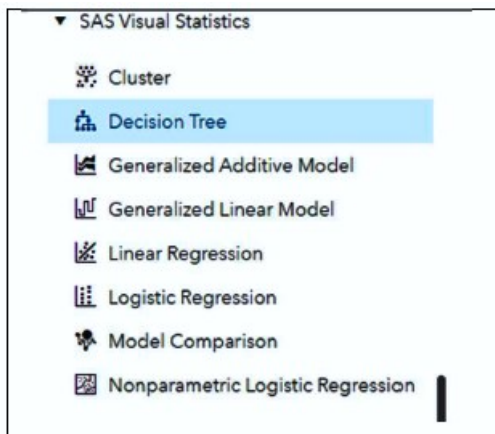 SAS Visual Statistics
Cluster
Decision Tree
Generalized Additive Model
Generalized Linear Model
Linear Regression
Logistic Regression
Model Comparison
Nonparametric Logistic Regression